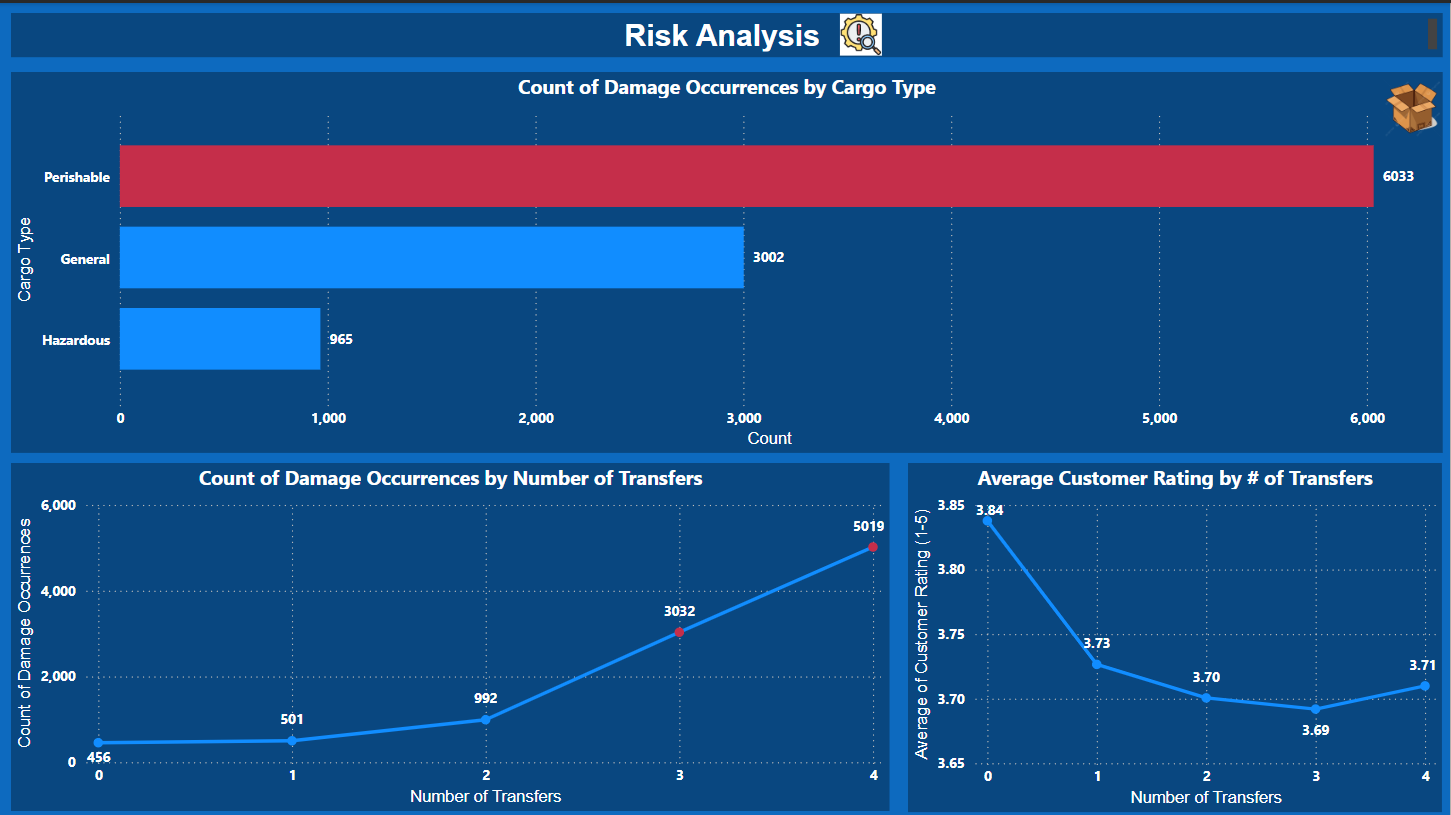 Risk Analysis
Count of Damage Occurrences by Cargo Type
Cargo Type
Perishable
6033
General
3002
Hazardous
965
0 1,000 2,000 3,000 4,000 5,000 6,000
Count
Count of Damage Occurrences by Number of Transfers
Count of Damage Occurrences
6,000
4,000
2,000
0
456
501
992
3032
5019
0 1 2 3 4
Number of Transfers
Average Customer Rating by # of Transfers
Average of Customer Rating (1-5)
3.85
3.80
3.75
3.70
3.65
3.84
3.73
3.70
3.69
3.71
0 1 2 3 4
Number of Transfers